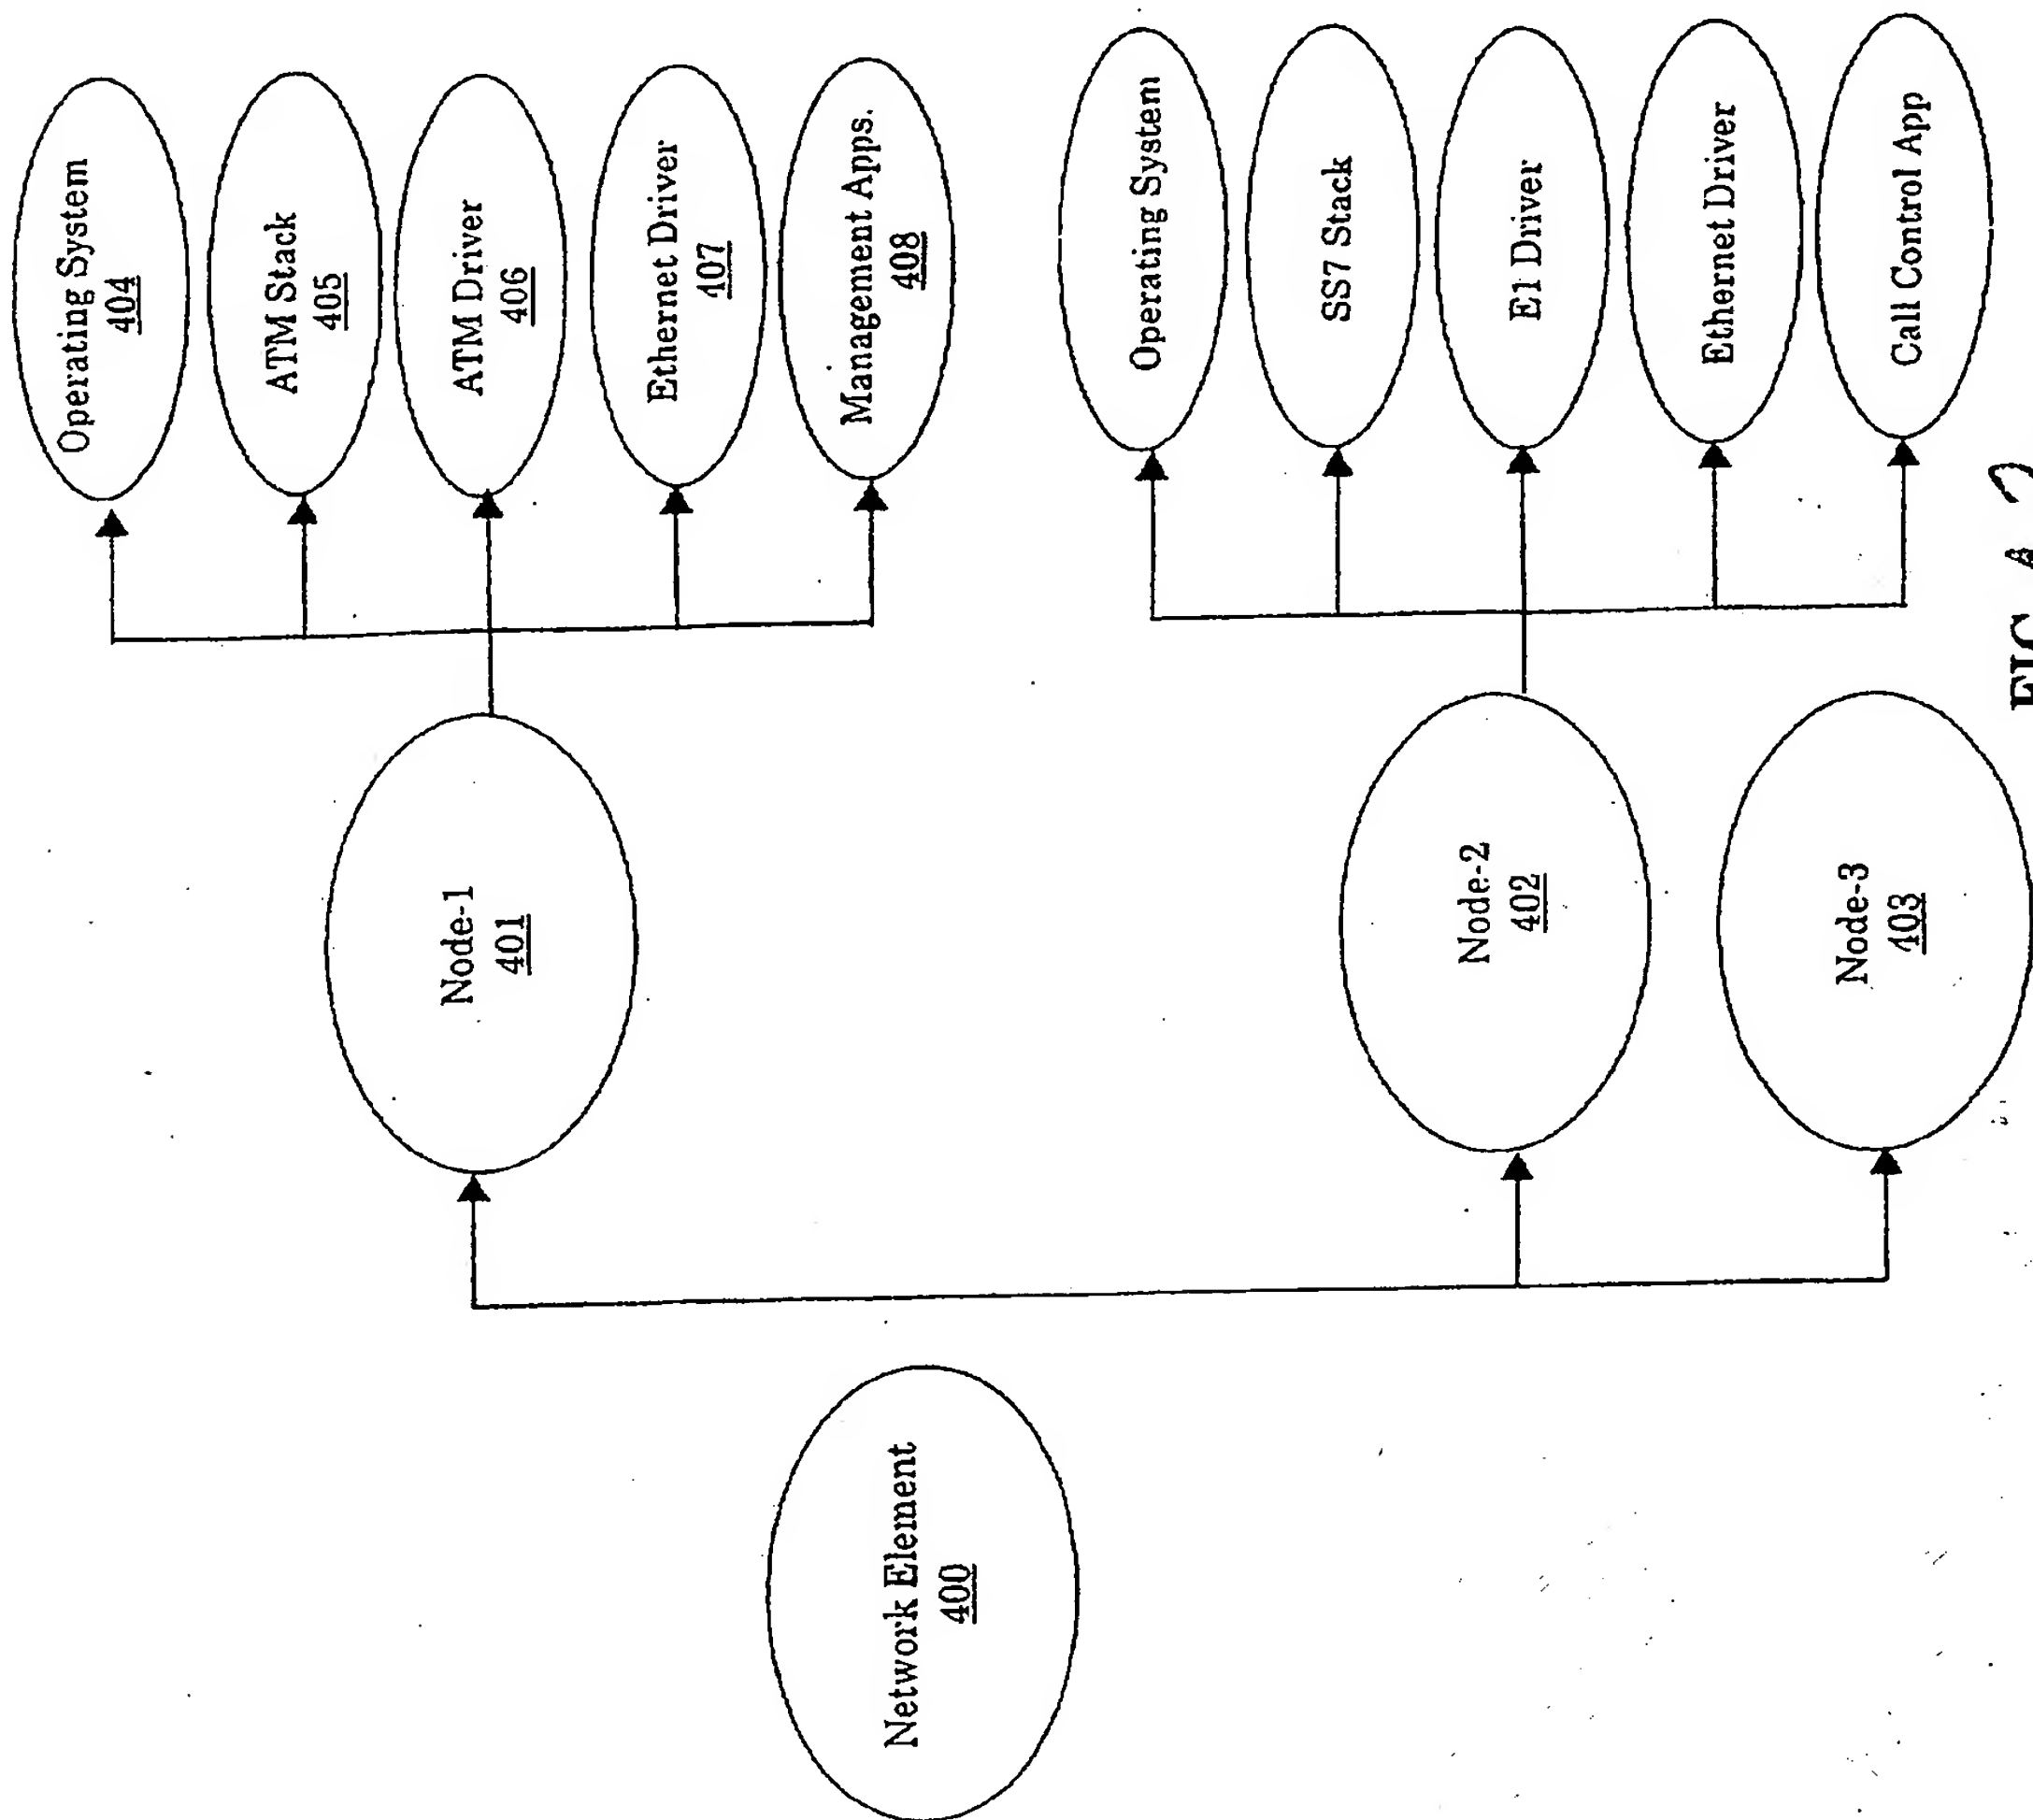 Network Element
400
Node-1
401
Node-2
402
Node-3
403
Operating System
404
ATM Stack
405
ATM Driver
406
Ethernet Driver
407
Management Apps.
408
Operating System
SS7 Stack
E1 Driver
Ethernet Driver
Call Control App